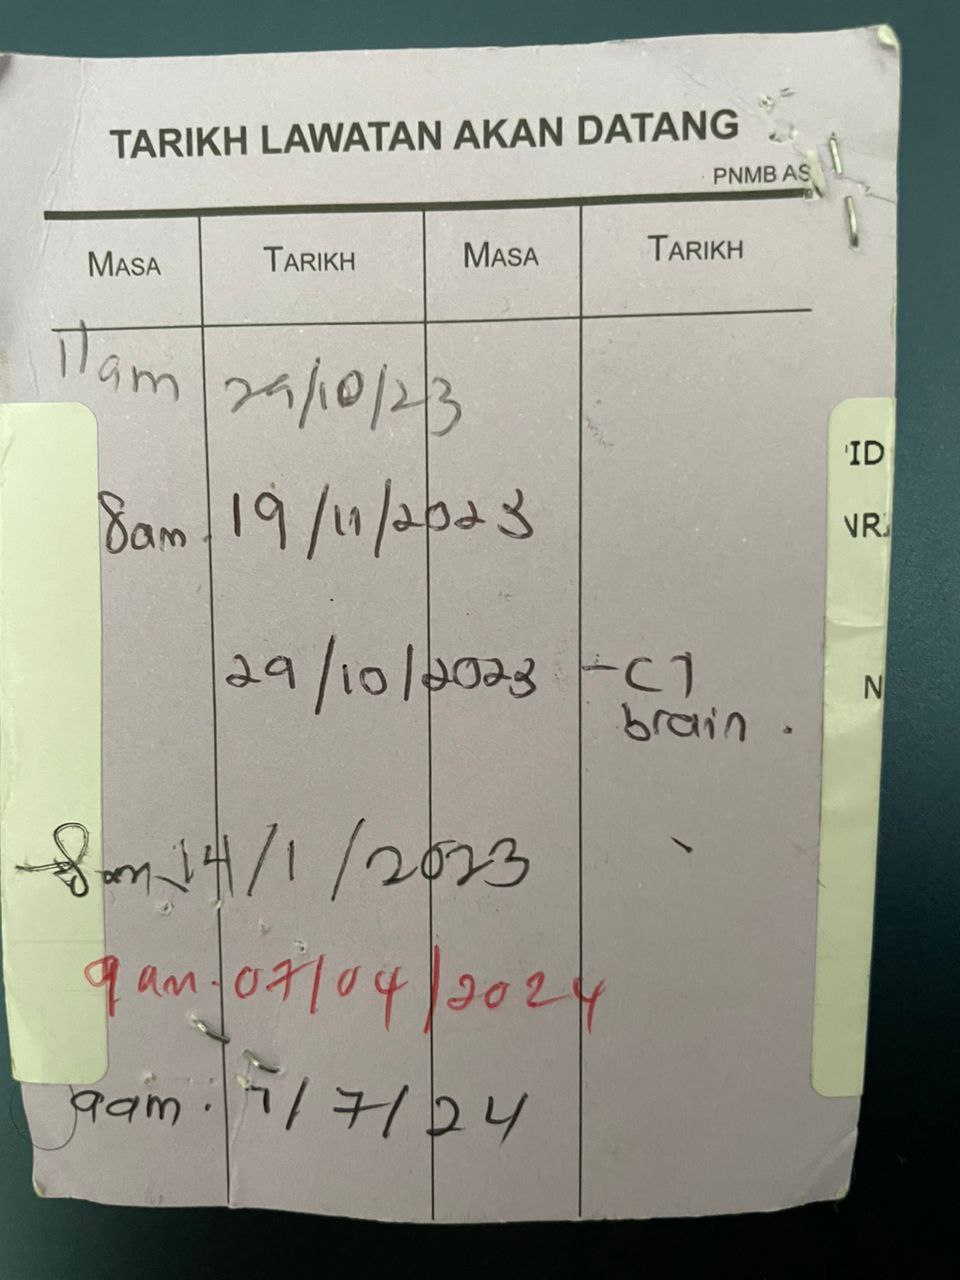 TARIKH LAWATAN AKAN DATANG
PNMB AS
MASA TARIKH MASA TARIKH
11am 29/10/23
8am. 19/11/2023
29/10/2023 - CT
brain.
8am 14/1/2023
9am. 07/04/2024
9am. 7/7/24
'ID
N